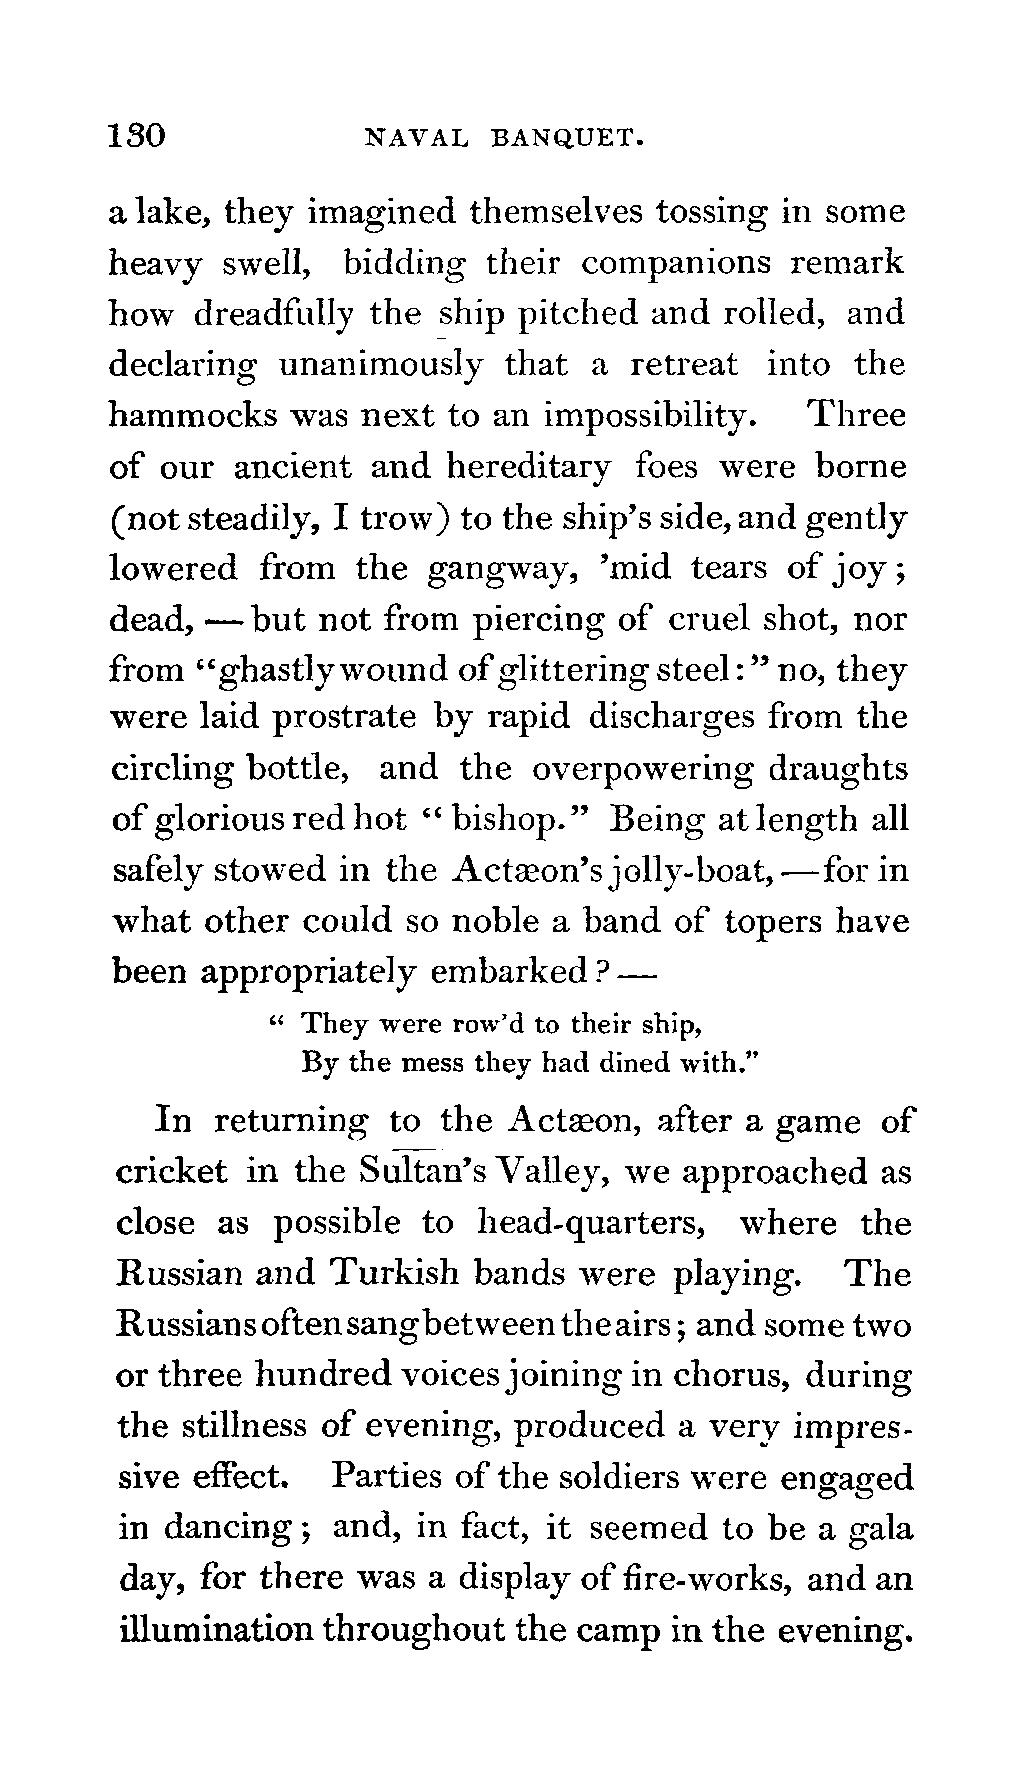 130 NAVAL BANQUET.
a lake, they imagined themselves tossing in some
heavy swell, bidding their companions remark
how dreadfully the ship pitched and rolled, and
declaring unanimously that a retreat into the
hammocks was next to an impossibility. Three
of our ancient and hereditary foes were borne
(not steadily, I trow) to the ship's side, and gently
lowered from the gangway, 'mid tears of joy;
dead, — but not from piercing of cruel shot, nor
from “ghastly wound of glittering steel:” no, they
were laid prostrate by rapid discharges from the
circling bottle, and the overpowering draughts
of glorious red hot “bishop.” Being at length all
safely stowed in the Actæon's jolly-boat, — for in
what other could so noble a band of topers have
been appropriately embarked? —
“ They were row'd to their ship,
By the mess they had dined with.”
In returning to the Actæon, after a game of
cricket in the Sultan's Valley, we approached as
close as possible to head-quarters, where the
Russian and Turkish bands were playing. The
Russians often sang between the airs; and some two
or three hundred voices joining in chorus, during
the stillness of evening, produced a very impres-
sive effect. Parties of the soldiers were engaged
in dancing; and, in fact, it seemed to be a gala
day, for there was a display of fire-works, and an
illumination throughout the camp in the evening.